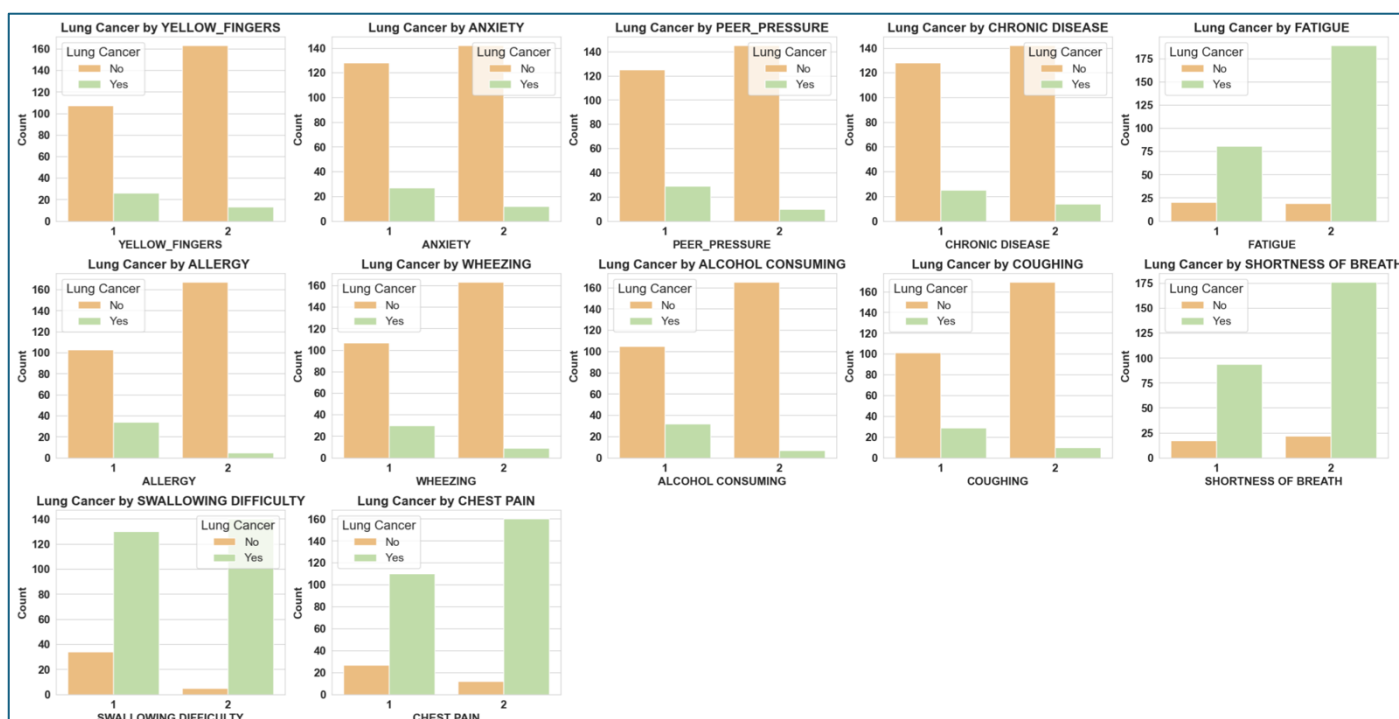 Lung Cancer by YELLOW_FINGERS
Lung Cancer
No
Yes
Count
160
140
120
100
80
60
40
20
0
1
2
YELLOW_FINGERS
Lung Cancer by ANXIETY
Lung Cancer
No
Yes
Count
140
120
100
80
60
40
20
0
1
2
ANXIETY
Lung Cancer by PEER_PRESSURE
Lung Cancer
No
Yes
Count
140
120
100
80
60
40
20
0
1
2
PEER_PRESSURE
Lung Cancer by CHRONIC DISEASE
Lung Cancer
No
Yes
Count
140
120
100
80
60
40
20
0
1
2
CHRONIC DISEASE
Lung Cancer by FATIGUE
Lung Cancer
No
Yes
Count
175
150
125
100
75
50
25
0
1
2
FATIGUE
Lung Cancer by ALLERGY
Lung Cancer
No
Yes
Count
160
140
120
100
80
60
40
20
0
1
2
ALLERGY
Lung Cancer by WHEEZING
Lung Cancer
No
Yes
Count
160
140
120
100
80
60
40
20
0
1
2
WHEEZING
Lung Cancer by ALCOHOL CONSUMING
Lung Cancer
No
Yes
Count
160
140
120
100
80
60
40
20
0
1
2
ALCOHOL CONSUMING
Lung Cancer by COUGHING
Lung Cancer
No
Yes
Count
160
140
120
100
80
60
40
20
0
1
2
COUGHING
Lung Cancer by SHORTNESS OF BREATH
Lung Cancer
No
Yes
Count
175
150
125
100
75
50
25
0
1
2
SHORTNESS OF BREATH
Lung Cancer by SWALLOWING DIFFICULTY
Lung Cancer
No
Yes
Count
140
120
100
80
60
40
20
0
1
2
SWALLOWING DIFFICULTY
Lung Cancer by CHEST PAIN
Lung Cancer
No
Yes
Count
160
140
120
100
80
60
40
20
0
1
2
CHEST PAIN